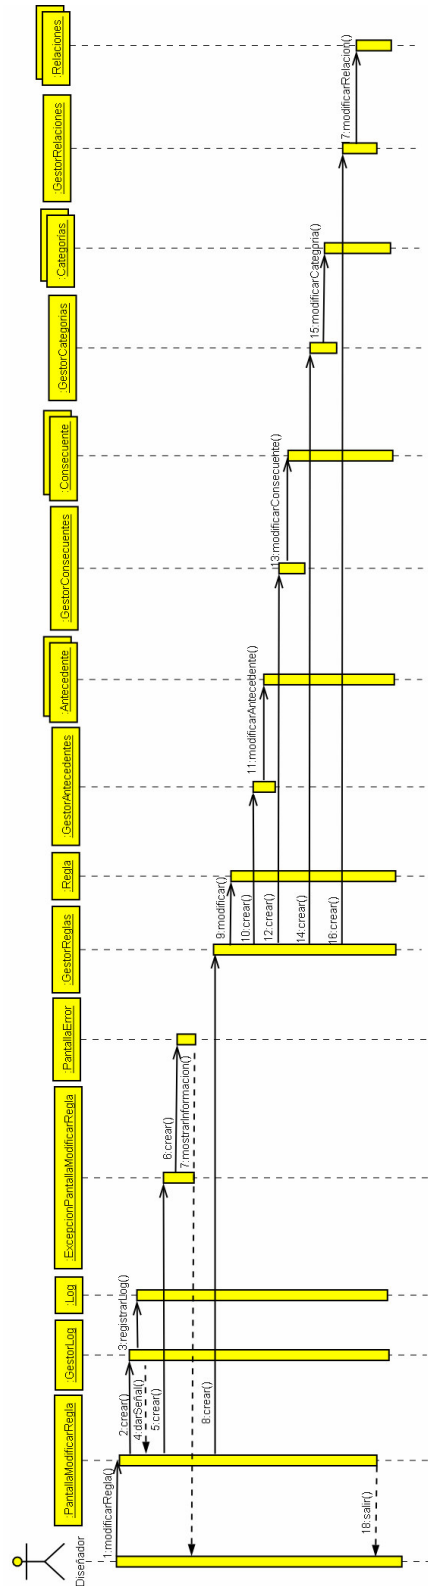 Diseñador
:PantallaModificarRegla
:GestorLog
:Log
:ExcepcionPantallaModificarRegla
:PantallaError
:GestorReglas
:Regla
:GestorAntecedentes
:Antecedente
:GestorConsecuentes
:Consecuente
:GestorCategorias
:Categorias
:GestorRelaciones
:Relaciones
1:modificarRegla()
2:crear()
3:registrarLog()
4:darSeñal()
5:crear()
6:crear()
7:mostrarInformacion()
8:crear()
9:modificar()
10:crear()
11:modificarAntecedente()
12:crear()
13:modificarConsecuente()
14:crear()
15:modificarCategoria()
16:crear()
7:modificarRelacion()
18:salir()